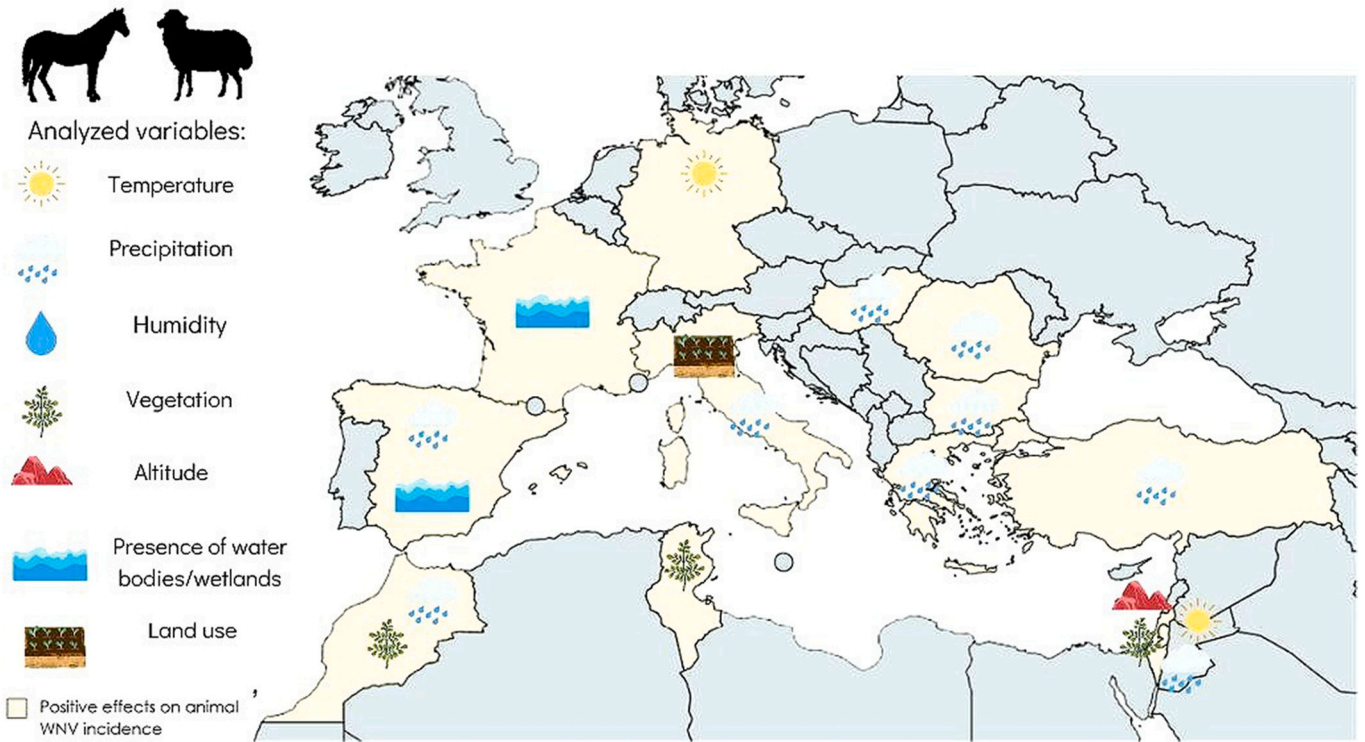 Analyzed variables:
Temperature
Precipitation
Humidity
Vegetation
Altitude
Presence of water
bodies/wetlands
Land use
Positive effects on animal
WNV incidence